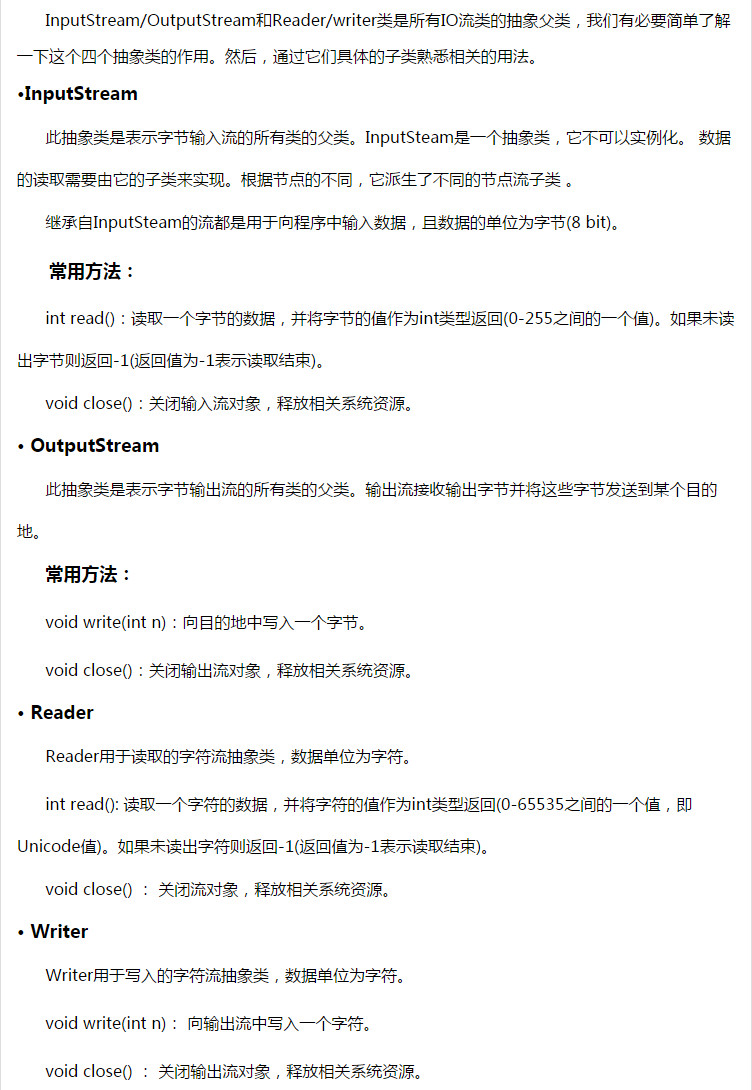 InputStream/OutputStream和Reader/writer类是所有IO流类的抽象父类，我们有必要简单了解
一下这个四个抽象类的作用。然后，通过它们具体的子类熟悉相关的用法。
·InputStream
此抽象类是表示字节输入流的所有类的父类。InputSteam是一个抽象类，它不可以实例化。 数据
的读取需要由它的子类来实现。根据节点的不同，它派生了不同的节点流子类 。
继承自InputSteam的流都是用于向程序中输入数据，且数据的单位为字节(8 bit)。
常用方法：
int read()：读取一个字节的数据，并将字节的值作为int类型返回(0-255之间的一个值)。如果未读
出字节则返回-1(返回值为-1表示读取结束)。
void close()：关闭输入流对象，释放相关系统资源。
· OutputStream
此抽象类是表示字节输出流的所有类的父类。输出流接收输出字节并将这些字节发送到某个目的
地。
常用方法：
void write(int n)：向目的地中写入一个字节。
void close()：关闭输出流对象，释放相关系统资源。
· Reader
Reader用于读取的字符流抽象类，数据单位为字符。
int read(): 读取一个字符的数据，并将字符的值作为int类型返回(0-65535之间的一个值，即
Unicode值)。如果未读出字符则返回-1(返回值为-1表示读取结束)。
void close() ： 关闭流对象，释放相关系统资源。
· Writer
Writer用于写入的字符流抽象类，数据单位为字符。
void write(int n)： 向输出流中写入一个字符。
void close() ： 关闭输出流对象，释放相关系统资源。